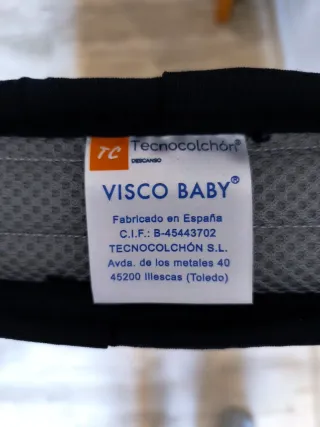 TC Tecnocolchón®
DESCANSO
VISCO BABY®
Fabricado en España
C.I.F.: B-45443702
TECNOCOLCHÓN S.L.
Avda. de los metales 40
45200 Illescas (Toledo)